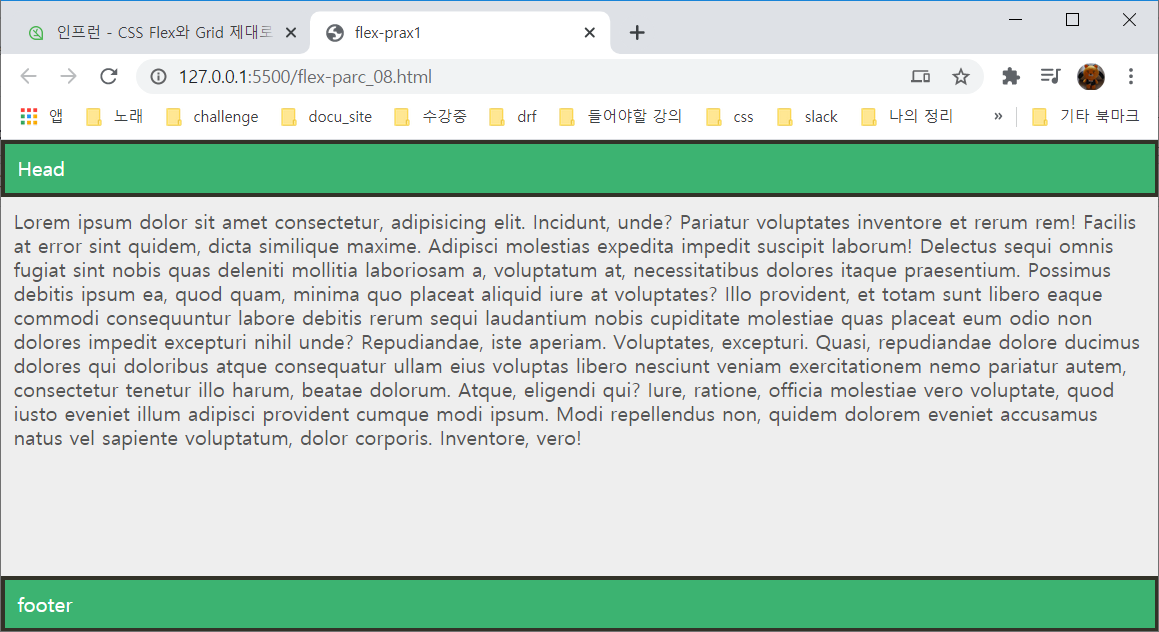 인프런 - CSS Flex와 Grid 제대로
flex-prax1
127.0.0.1:5500/flex-parc_08.html
앱 노래 challenge docu_site 수강중 drf 들어야할 강의 css slack 나의 정리 » 기타 북마크
Head
Lorem ipsum dolor sit amet consectetur, adipisicing elit. Incidunt, unde? Pariatur voluptates inventore et rerum rem! Facilis
at error sint quidem, dicta similique maxime. Adipisci molestias expedita impedit suscipit laborum! Delectus sequi omnis
fugiat sint nobis quas deleniti mollitia laboriosam a, voluptatum at, necessitatibus dolores itaque praesentium. Possimus
debitis ipsum ea, quod quam, minima quo placeat aliquid iure at voluptates? Illo provident, et totam sunt libero eaque
commodi consequuntur labore debitis rerum sequi laudantium nobis cupiditate molestiae quas placeat eum odio non
dolores impedit excepturi nihil unde? Repudiandae, iste aperiam. Voluptates, excepturi. Quasi, repudiandae dolore ducimus
dolores qui doloribus atque consequatur ullam eius voluptas libero nesciunt veniam exercitationem nemo pariatur autem,
consectetur tenetur illo harum, beatae dolorum. Atque, eligendi qui? Iure, ratione, officia molestiae vero voluptate, quod
iusto eveniet illum adipisci provident cumque modi ipsum. Modi repellendus non, quidem dolorem eveniet accusamus
natus vel sapiente voluptatum, dolor corporis. Inventore, vero!
footer